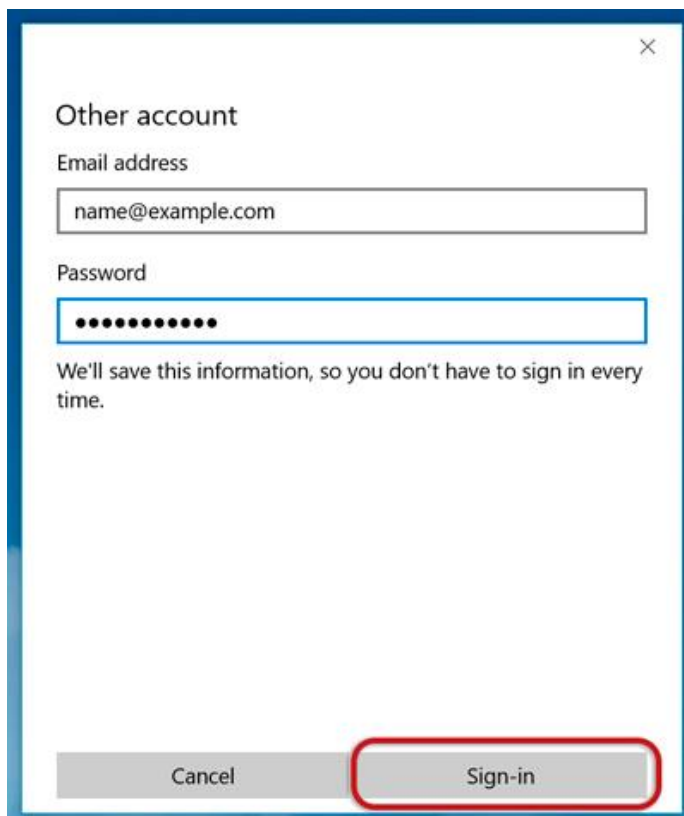 Other account
Email address
name@example.com
Password
•••••••••••
We'll save this information, so you don't have to sign in every
time.
Cancel
Sign-in